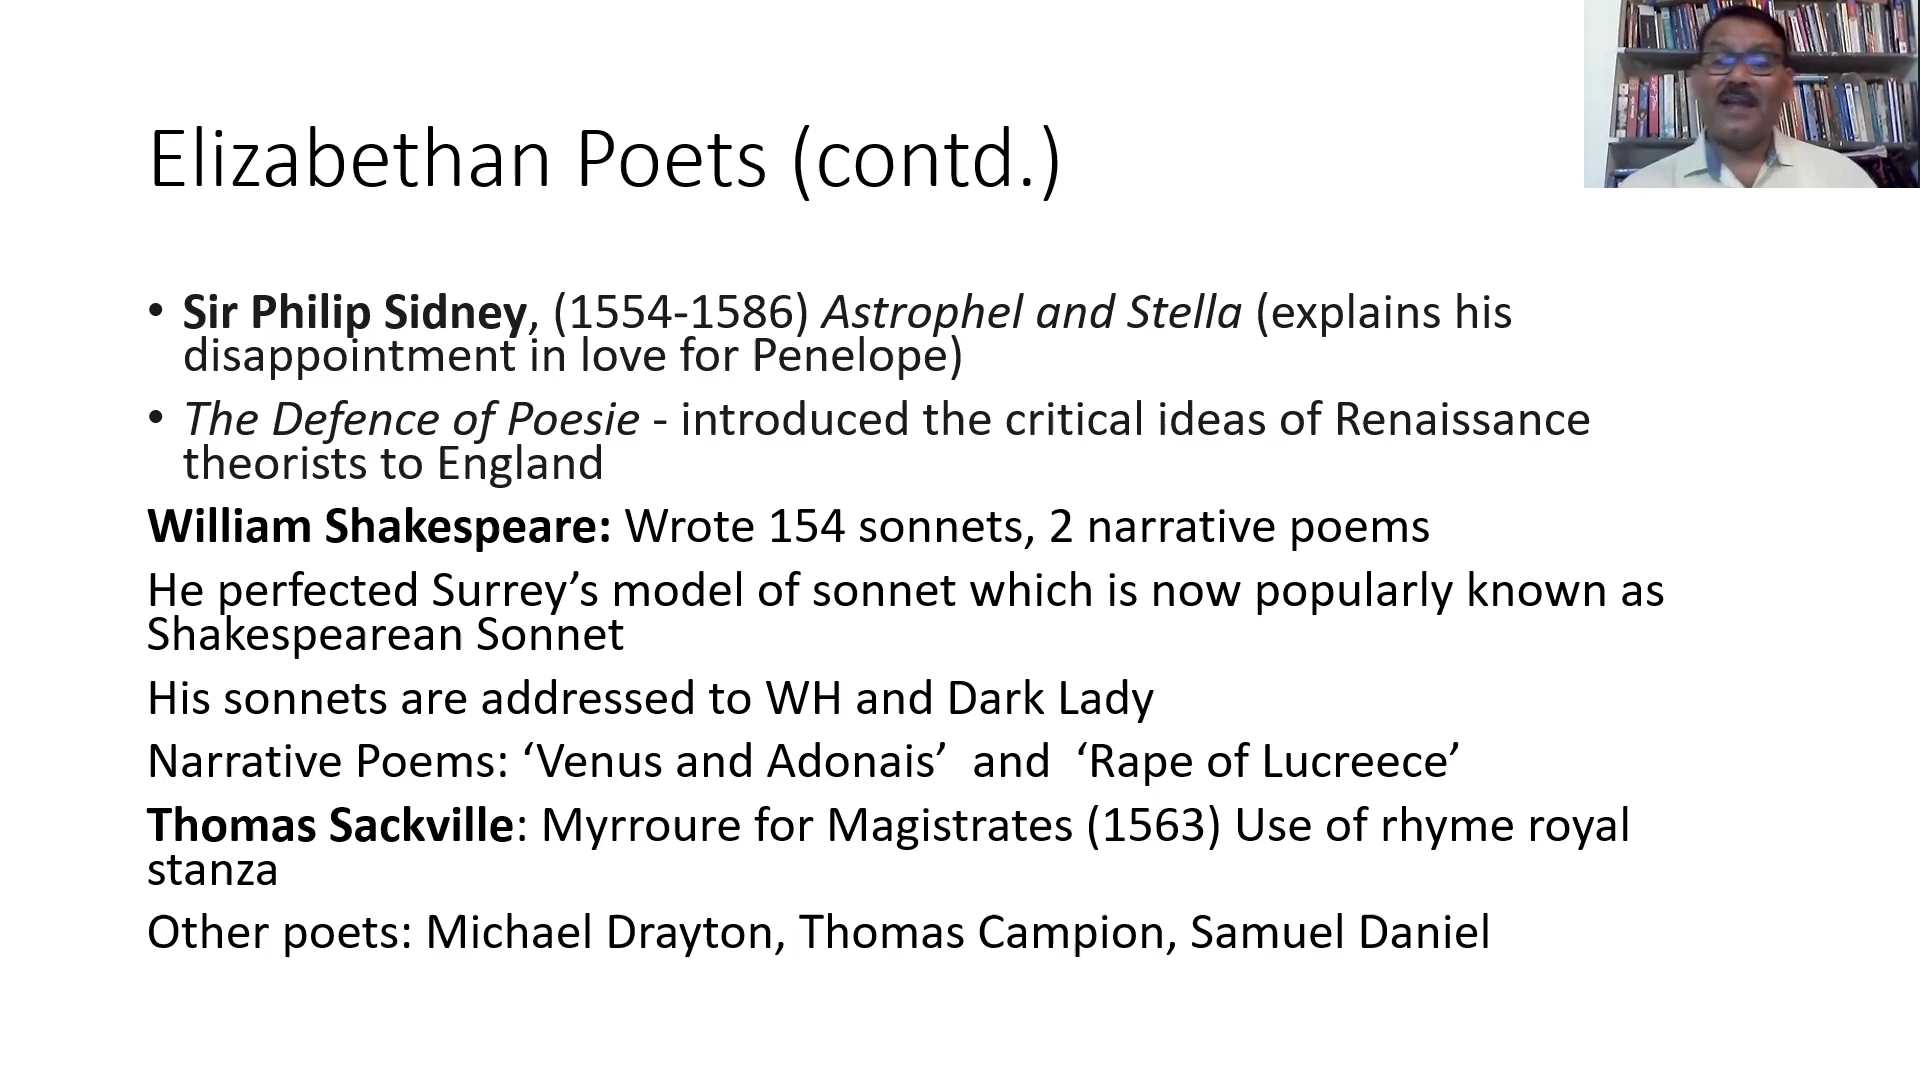 Elizabethan Poets (contd.)
• Sir Philip Sidney, (1554-1586) Astrophel and Stella (explains his
disappointment in love for Penelope)
• The Defence of Poesie - introduced the critical ideas of Renaissance
theorists to England
William Shakespeare: Wrote 154 sonnets, 2 narrative poems
He perfected Surrey’s model of sonnet which is now popularly known as
Shakespearean Sonnet
His sonnets are addressed to WH and Dark Lady
Narrative Poems: ‘Venus and Adonais’ and ‘Rape of Lucreece’
Thomas Sackville: Myrroure for Magistrates (1563) Use of rhyme royal
stanza
Other poets: Michael Drayton, Thomas Campion, Samuel Daniel